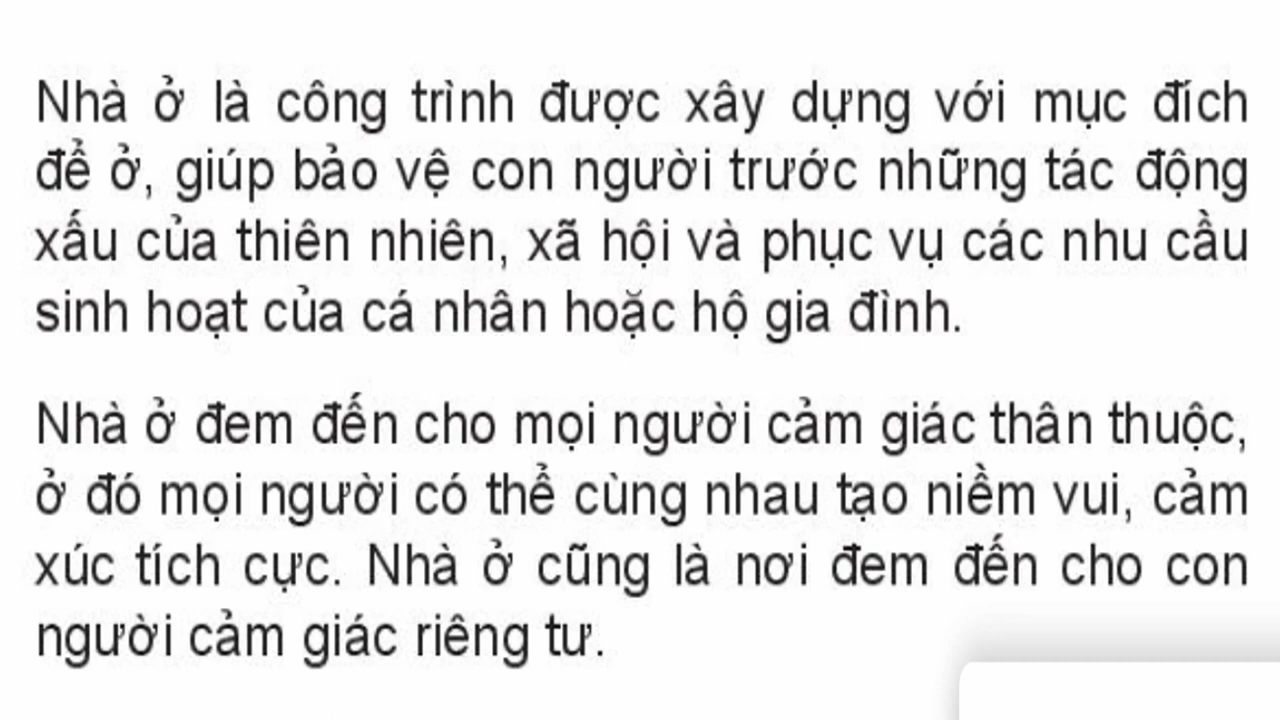 Nhà ở là công trình được xây dựng với mục đích
để ở, giúp bảo vệ con người trước những tác động
xấu của thiên nhiên, xã hội và phục vụ các nhu cầu
sinh hoạt của cá nhân hoặc hộ gia đình.
Nhà ở đem đến cho mọi người cảm giác thân thuộc,
ở đó mọi người có thể cùng nhau tạo niềm vui, cảm
xúc tích cực. Nhà ở cũng là nơi đem đến cho con
người cảm giác riêng tư.